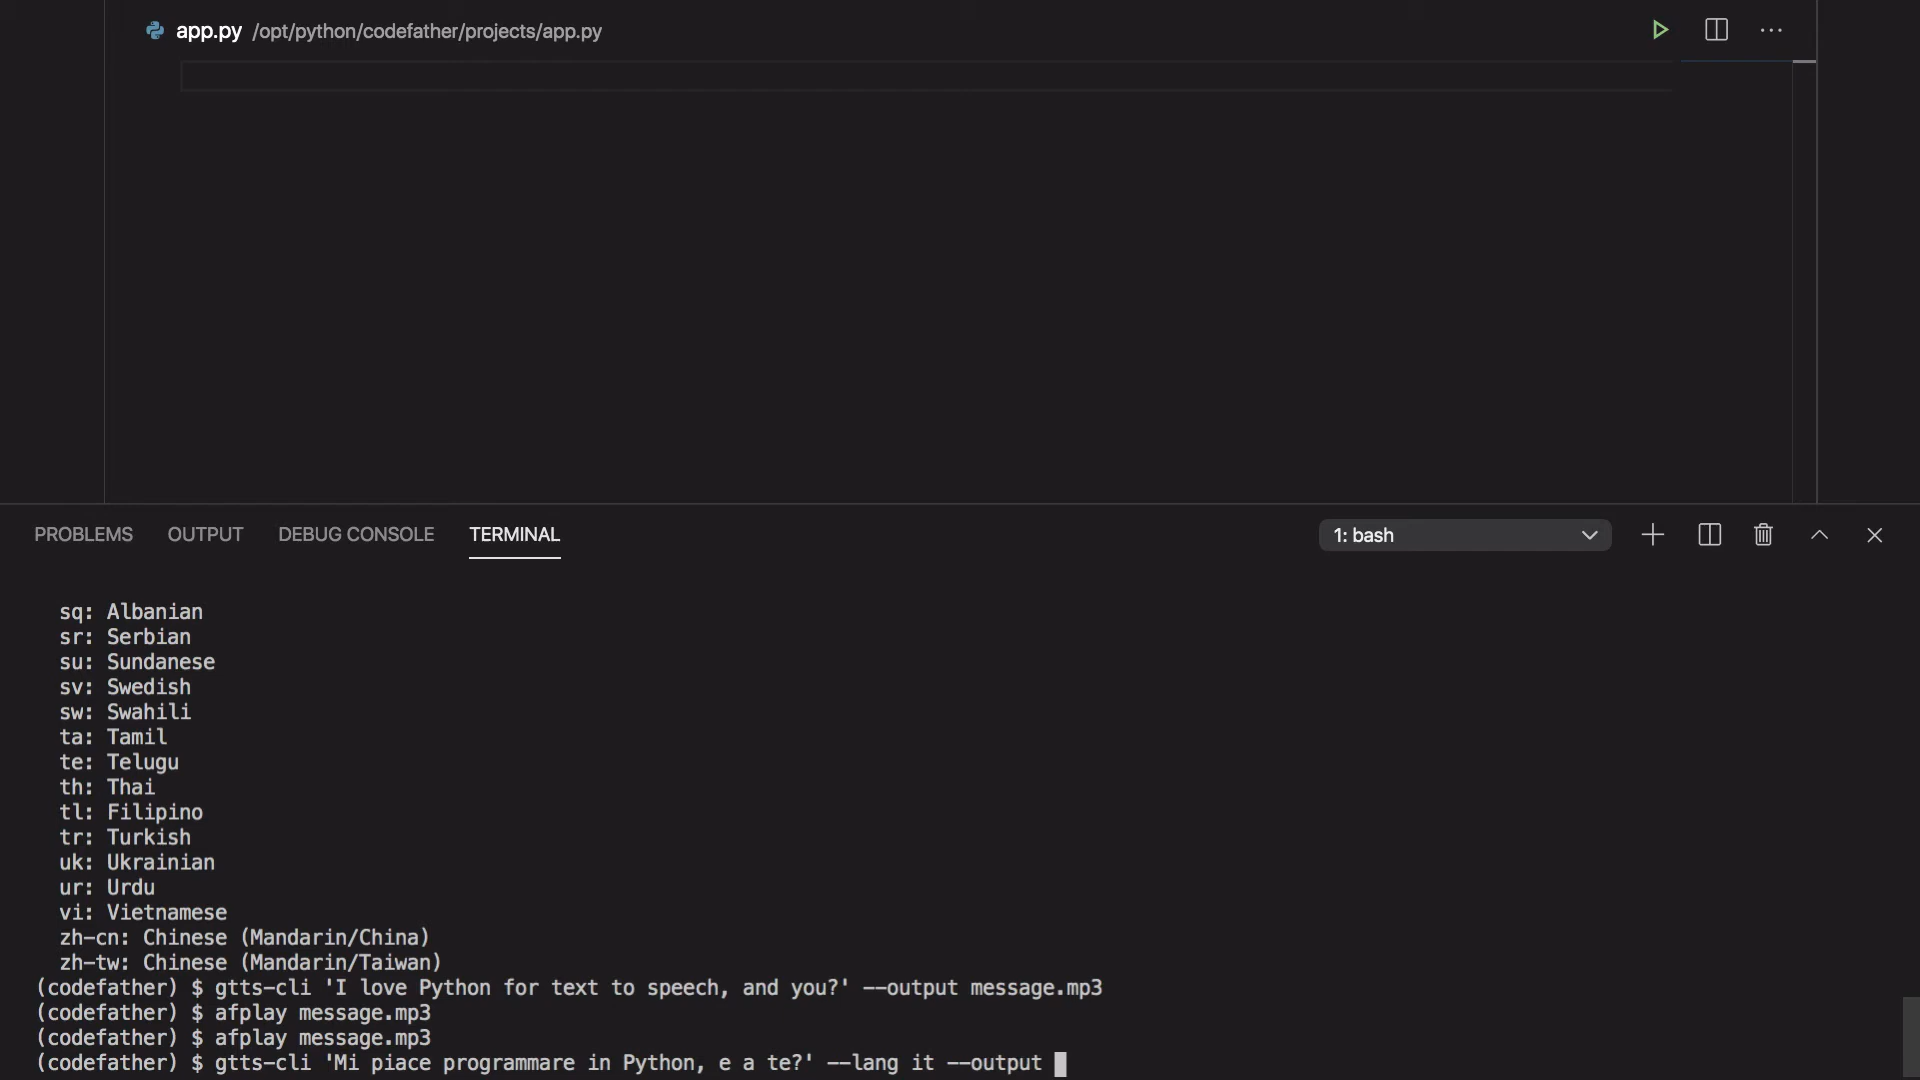 app.py /opt/python/codefather/projects/app.py
PROBLEMS OUTPUT DEBUG CONSOLE TERMINAL 1: bash
sq: Albanian
sr: Serbian
su: Sundanese
sv: Swedish
sw: Swahili
ta: Tamil
te: Telugu
th: Thai
tl: Filipino
tr: Turkish
uk: Ukrainian
ur: Urdu
vi: Vietnamese
zh-cn: Chinese (Mandarin/China)
zh-tw: Chinese (Mandarin/Taiwan)
(codefather) $ gtts-cli 'I love Python for text to speech, and you?' --output message.mp3
(codefather) $ afplay message.mp3
(codefather) $ afplay message.mp3
(codefather) $ gtts-cli 'Mi piace programmare in Python, e a te?' --lang it --output